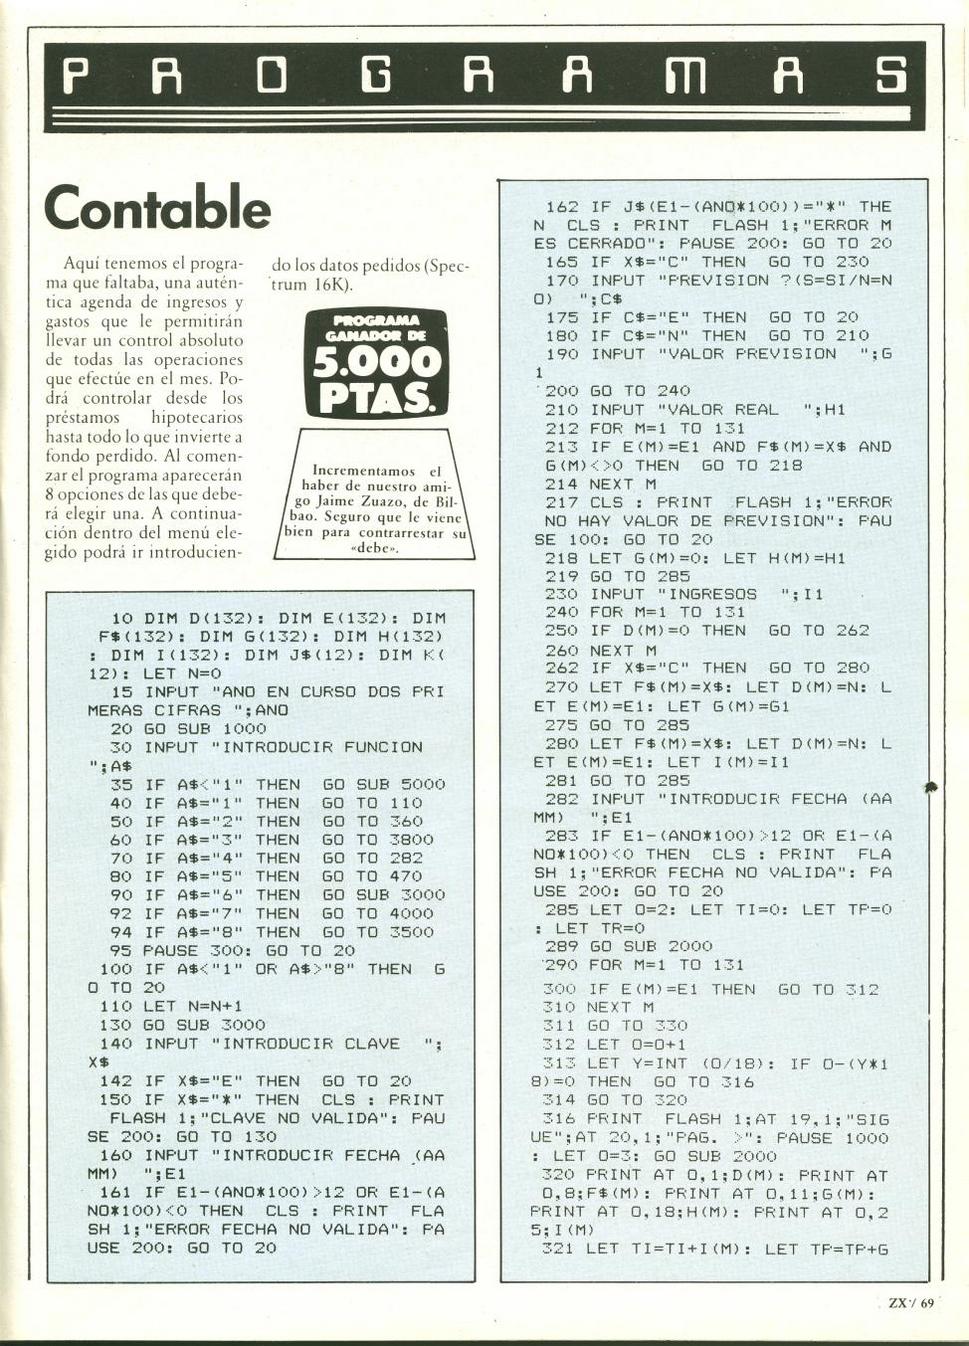 PROGRAMAS
Contable
Aquí tenemos el progra-
ma que faltaba, una autén-
tica agenda de ingresos y
gastos que le permitirán
llevar un control absoluto
de todas las operaciones
que efectúe en el mes. Po-
drá controlar desde los
préstamos hipotecarios
hasta todo lo que invierte a
fondo perdido. Al comen-
zar el programa aparecerán
8 opciones de las que debe-
rá elegir una. A continua-
ción dentro del menú ele-
gido podrá ir introducien-
do los datos pedidos (Spec-
trum 16K).
PROGRAMA
GANADOR DE
5.000
PTAS.
Incrementamos el
haber de nuestro ami-
go Jaime Zuazo, de Bil-
bao. Seguro que le viene
bien para contrarrestar su
«debe».
10 DIM D(132): DIM E(132): DIM
F$(132): DIM G(132): DIM H(132)
: DIM I(132): DIM J$(12): DIM K(
12): LET N=0
15 INPUT "ANO EN CURSO DOS PRI
MERAS CIFRAS ";ANO
20 GO SUB 1000
30 INPUT "INTRODUCIR FUNCION
";A$
35 IF A$<"1" THEN GO SUB 5000
40 IF A$="1" THEN GO TO 110
50 IF A$="2" THEN GO TO 360
60 IF A$="3" THEN GO TO 3800
70 IF A$="4" THEN GO TO 282
80 IF A$="5" THEN GO TO 470
90 IF A$="6" THEN GO SUB 3000
92 IF A$="7" THEN GO TO 4000
94 IF A$="8" THEN GO TO 3500
95 PAUSE 300: GO TO 20
100 IF A$<"1" OR A$>"8" THEN G
O TO 20
110 LET N=N+1
130 GO SUB 3000
140 INPUT "INTRODUCIR CLAVE ";
X$
142 IF X$="E" THEN GO TO 20
150 IF X$="*" THEN CLS : PRINT
FLASH 1;"CLAVE NO VALIDA": PAU
SE 200: GO TO 130
160 INPUT "INTRODUCIR FECHA (AA
MM) ";E1
161 IF E1-(ANO*100)>12 OR E1-(A
NO*100)<0 THEN CLS : PRINT FLA
SH 1;"ERROR FECHA NO VALIDA": PA
USE 200: GO TO 20
162 IF J$(E1-(ANO*100))="*" THE
N CLS : PRINT FLASH 1;"ERROR M
ES CERRADO": PAUSE 200: GO TO 20
165 IF X$="C" THEN GO TO 230
170 INPUT "PREVISION ?(S=SI/N=N
O) ";C$
175 IF C$="E" THEN GO TO 20
180 IF C$="N" THEN GO TO 210
190 INPUT "VALOR PREVISION ";G
1
200 GO TO 240
210 INPUT "VALOR REAL ";H1
212 FOR M=1 TO 131
213 IF E(M)=E1 AND F$(M)=X$ AND
G(M)<>0 THEN GO TO 218
214 NEXT M
217 CLS : PRINT FLASH 1;"ERROR
NO HAY VALOR DE PREVISION": PAU
SE 100: GO TO 20
218 LET G(M)=0: LET H(M)=H1
219 GO TO 285
230 INPUT "INGRESOS ";I1
240 FOR M=1 TO 131
250 IF D(M)=0 THEN GO TO 262
260 NEXT M
262 IF X$="C" THEN GO TO 280
270 LET F$(M)=X$: LET D(M)=N: L
ET E(M)=E1: LET G(M)=G1
275 GO TO 285
280 LET F$(M)=X$: LET D(M)=N: L
ET E(M)=E1: LET I(M)=I1
281 GO TO 285
282 INPUT "INTRODUCIR FECHA (AA
MM) ";E1
283 IF E1-(ANO*100)>12 OR E1-(A
NO*100)<0 THEN CLS : PRINT FLA
SH 1;"ERROR FECHA NO VALIDA": PA
USE 200: GO TO 20
285 LET O=2: LET TI=0: LET TP=0
: LET TR=0
289 GO SUB 2000
290 FOR M=1 TO 131
300 IF E(M)=E1 THEN GO TO 312
310 NEXT M
311 GO TO 330
312 LET O=O+1
313 LET Y=INT (O/18): IF O-(Y*1
8)=0 THEN GO TO 316
314 GO TO 320
316 PRINT FLASH 1;AT 19,1;"SIG
UE";AT 20,1;"PAG. >": PAUSE 1000
: LET O=3: GO SUB 2000
320 PRINT AT O,1;D(M): PRINT AT
O,8;F$(M): PRINT AT O,11;G(M):
PRINT AT O,18;H(M): PRINT AT O,2
5;I(M)
321 LET TI=TI+I(M): LET TP=TP+G
ZX / 69